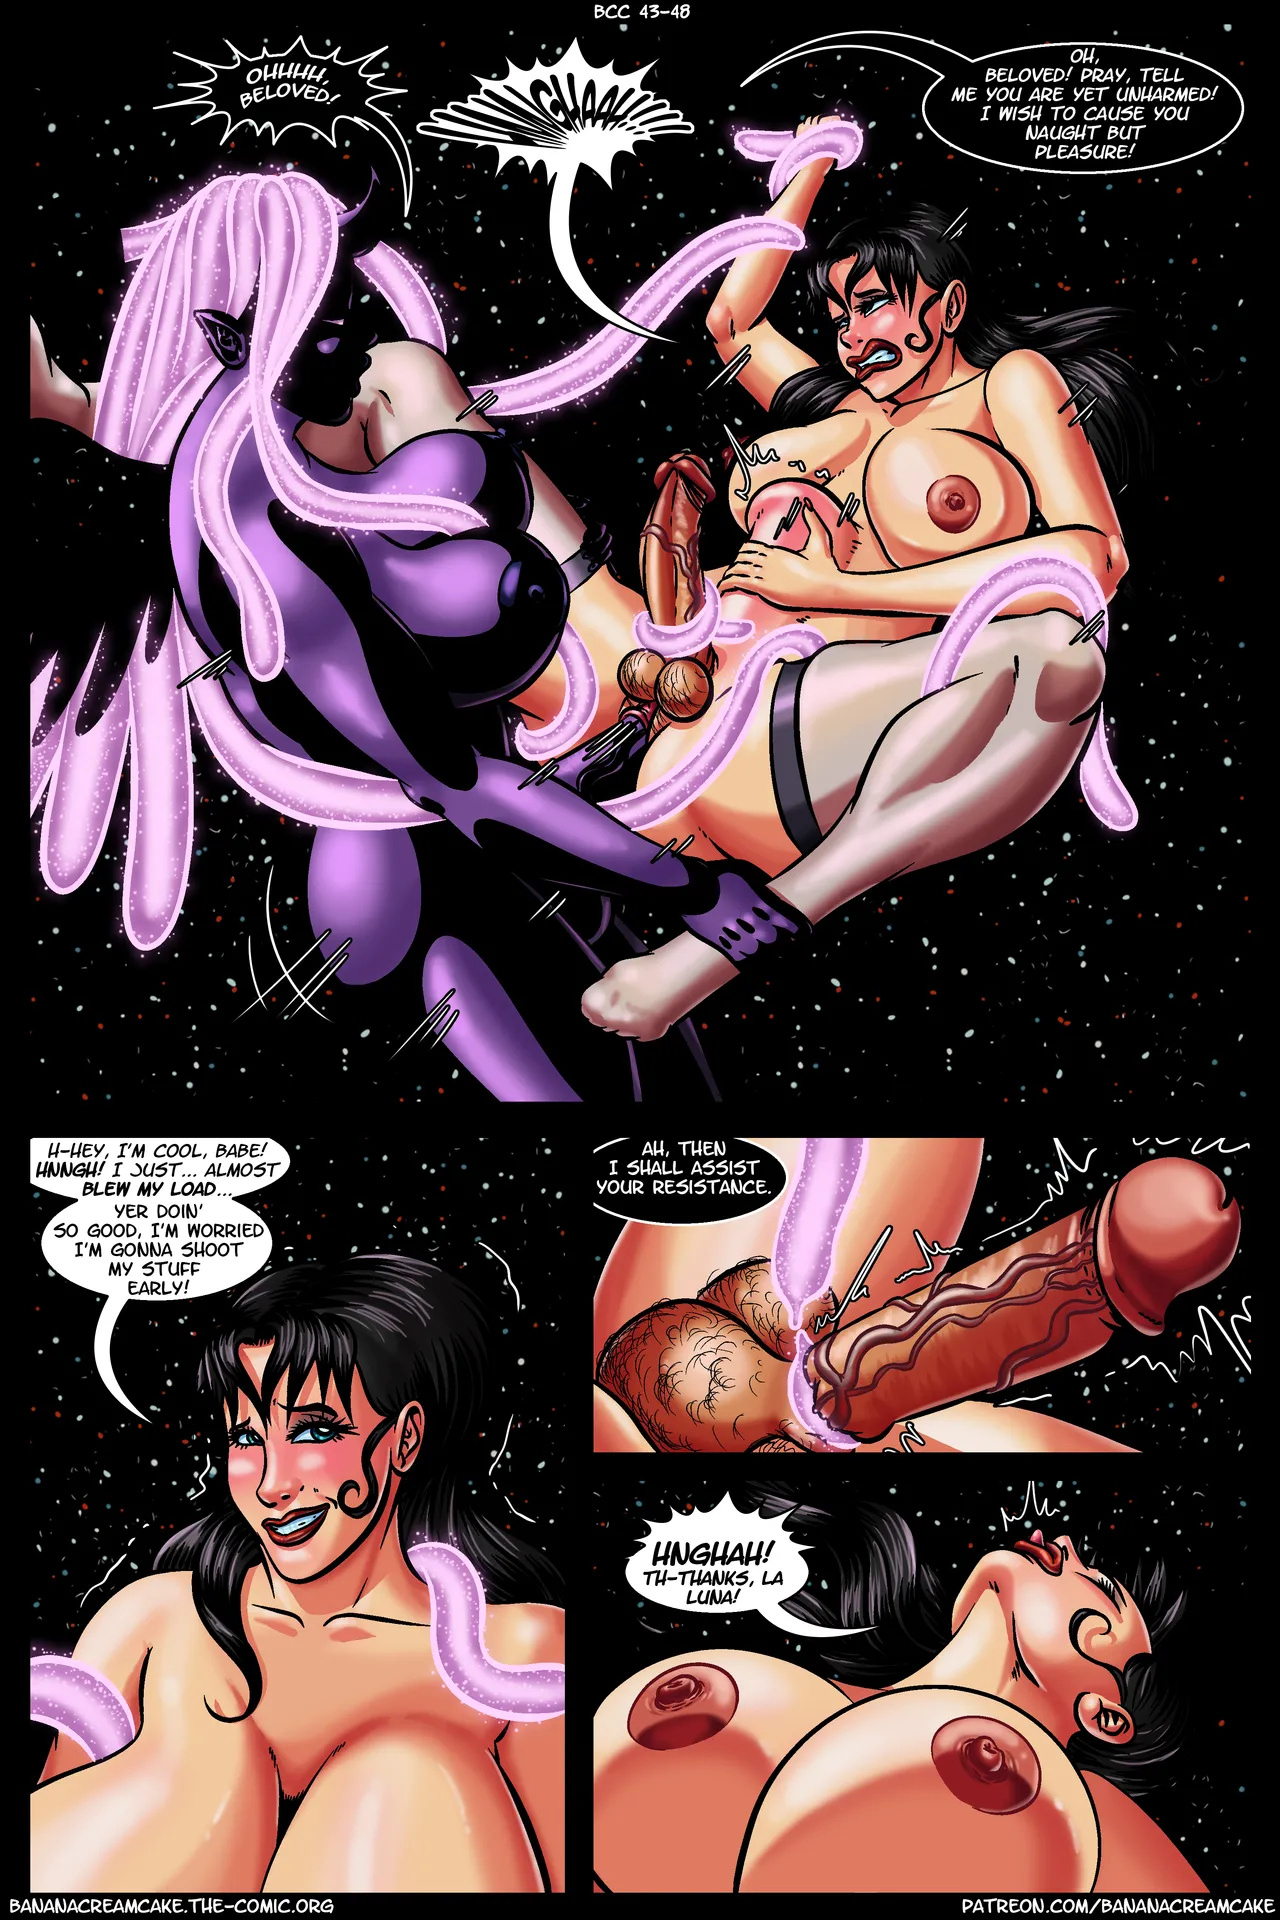 BCC 43-48
OHHHH,
BELOVED!
GHAAH!!!
OH,
BELOVED! PRAY, TELL
ME YOU ARE YET UNHARMED!
I WISH TO CAUSE YOU
NAUGHT BUT
PLEASURE!
H-HEY, I'M COOL, BABE!
HNNGH! I JUST... ALMOST
BLEW MY LOAD...
YER DOIN'
SO GOOD, I'M WORRIED
I'M GONNA SHOOT
MY STUFF
EARLY!
AH, THEN
I SHALL ASSIST
YOUR RESISTANCE.
HNGHAH!
TH-THANKS, LA
LUNA!
BANANACREAMCAKE.THE-COMIC.ORG
PATREON.COM/BANANACREAMCAKE